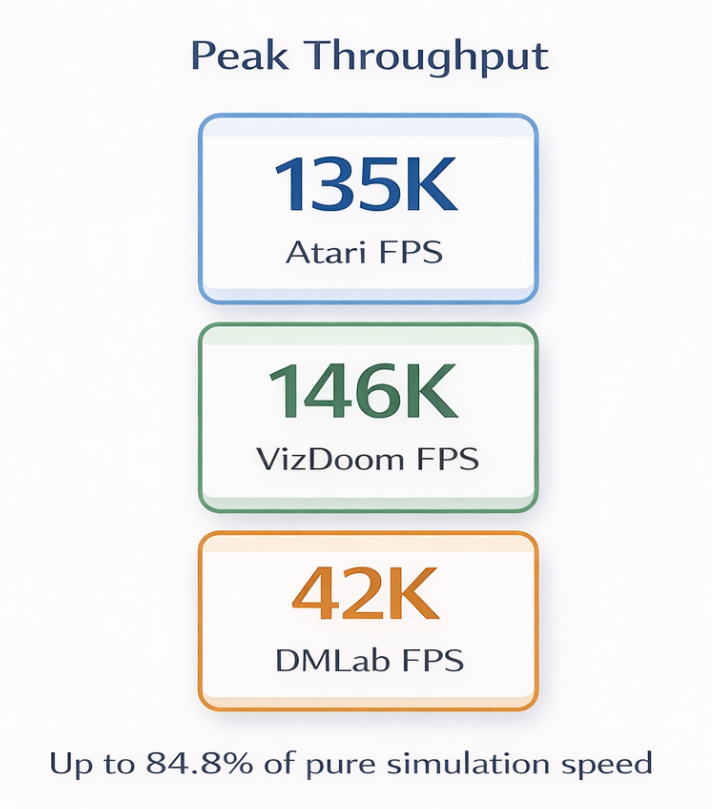 Peak Throughput
135K
Atari FPS
146K
VizDoom FPS
42K
DMLab FPS
Up to 84.8% of pure simulation speed